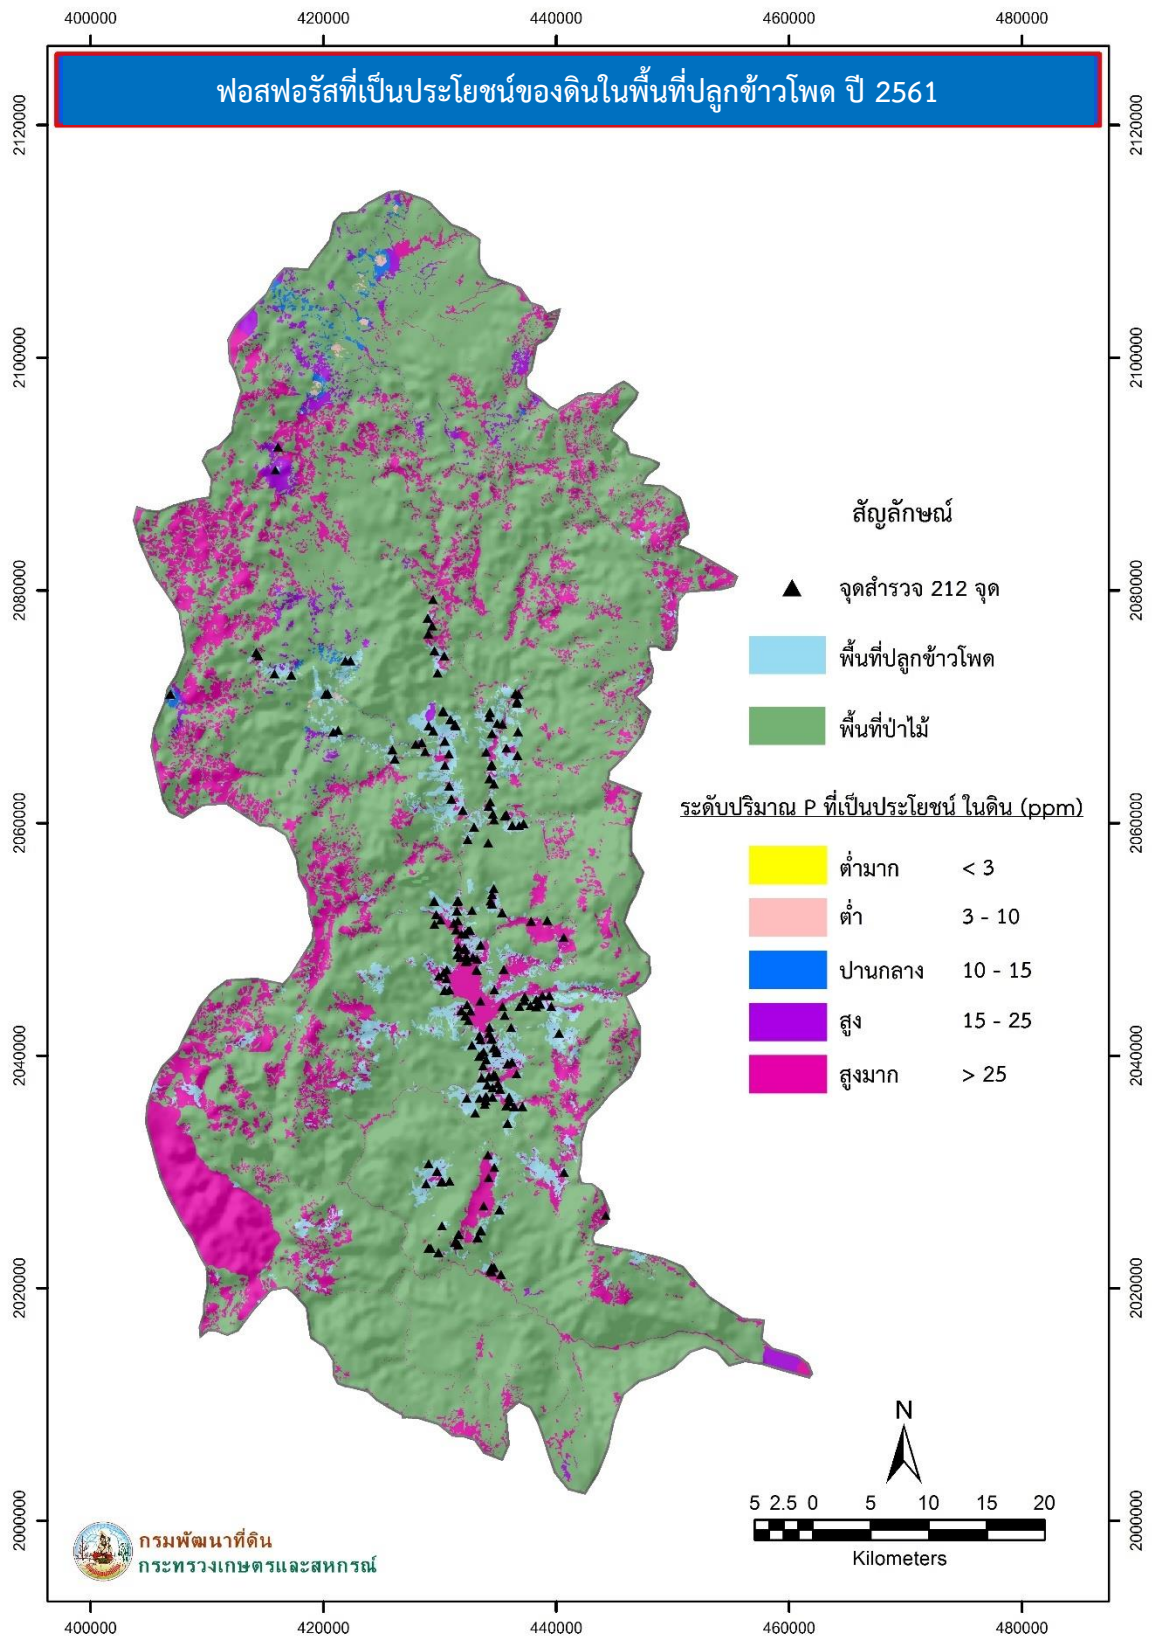 400000 420000 440000 460000 480000
ฟอสฟอรัสที่เป็นประโยชน์ของดินในพื้นที่ปลูกข้าวโพด ปี 2561
2120000 2120000
2100000 2100000
สัญลักษณ์
2080000 2080000
จุดสำรวจ 212 จุด
พื้นที่ปลูกข้าวโพด
พื้นที่ป่าไม้
ระดับปริมาณ P ที่เป็นประโยชน์ ในดิน (ppm)
2060000 2060000
ต่ำมาก < 3
ต่ำ 3 - 10
ปานกลาง 10 - 15
สูง 15 - 25
2040000 2040000
สูงมาก > 25
2020000 2020000
N
5 2.5 0 5 10 15 20
Kilometers
2000000 2000000
กรมพัฒนาที่ดิน
กระทรวงเกษตรและสหกรณ์
400000 420000 440000 460000 480000